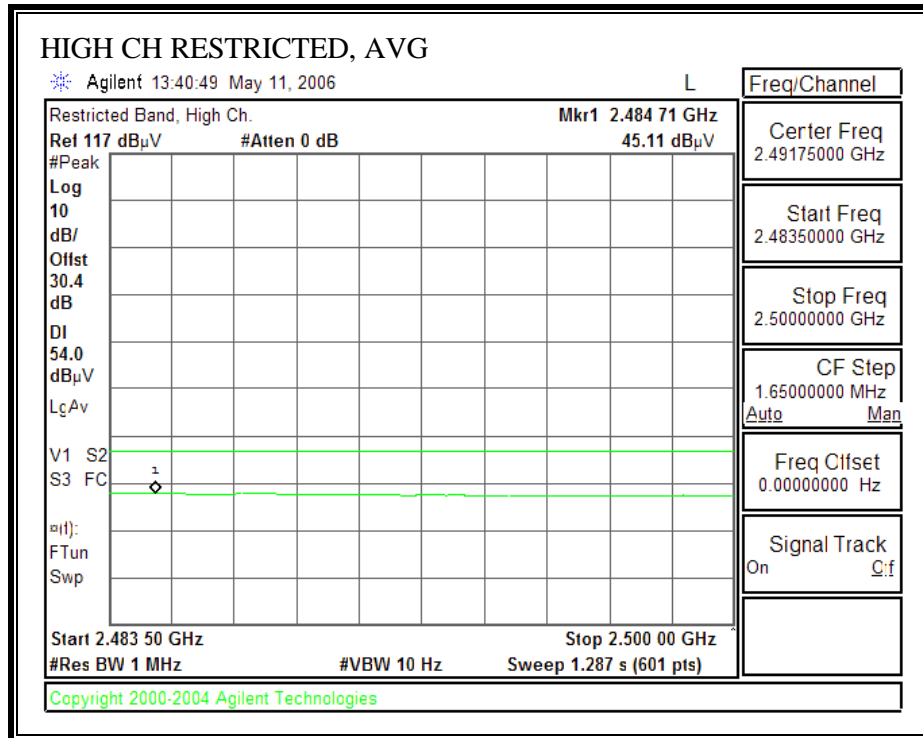 HIGH CH RESTRICTED, AVG
Agilent 13:40:49 May 11, 2006 L
Freq/Channel
Restricted Band, High Ch. Mkr1 2.484 71 GHz
Ref 117 dBµV #Atten 0 dB 45.11 dBµV
#Peak
Log
10
dB/
Offst
30.4
dB
DI
54.0
dBµV
LgAv
V1 S2
S3 FC
FTun
Swp
1
Start 2.483 50 GHz Stop 2.500 00 GHz
#Res BW 1 MHz #VBW 10 Hz Sweep 1.287 s (601 pts)
Center Freq
2.49175000 GHz
Start Freq
2.48350000 GHz
Stop Freq
2.50000000 GHz
CF Step
1.65000000 MHz
Auto Man
Freq Offset
0.00000000 Hz
Signal Track
On Off
Copyright 2000-2004 Agilent Technologies